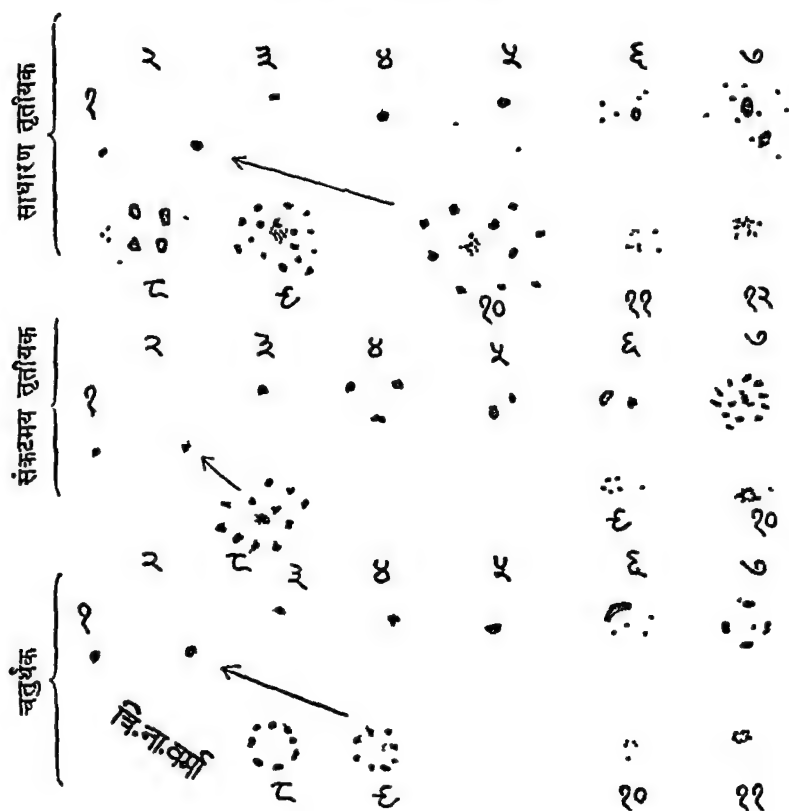 साधारण तृतीयक
१ २ ३ ४ ५ ६ ७
८ ९ १० ११ १२
संकटमय तृतीयक
१ २ ३ ४ ५ ६ ७
८ ९ १०
चतुर्थक
१ २ ३ ४ ५ ६ ७
८ ९ १० ११
वि.ना.वर्मा